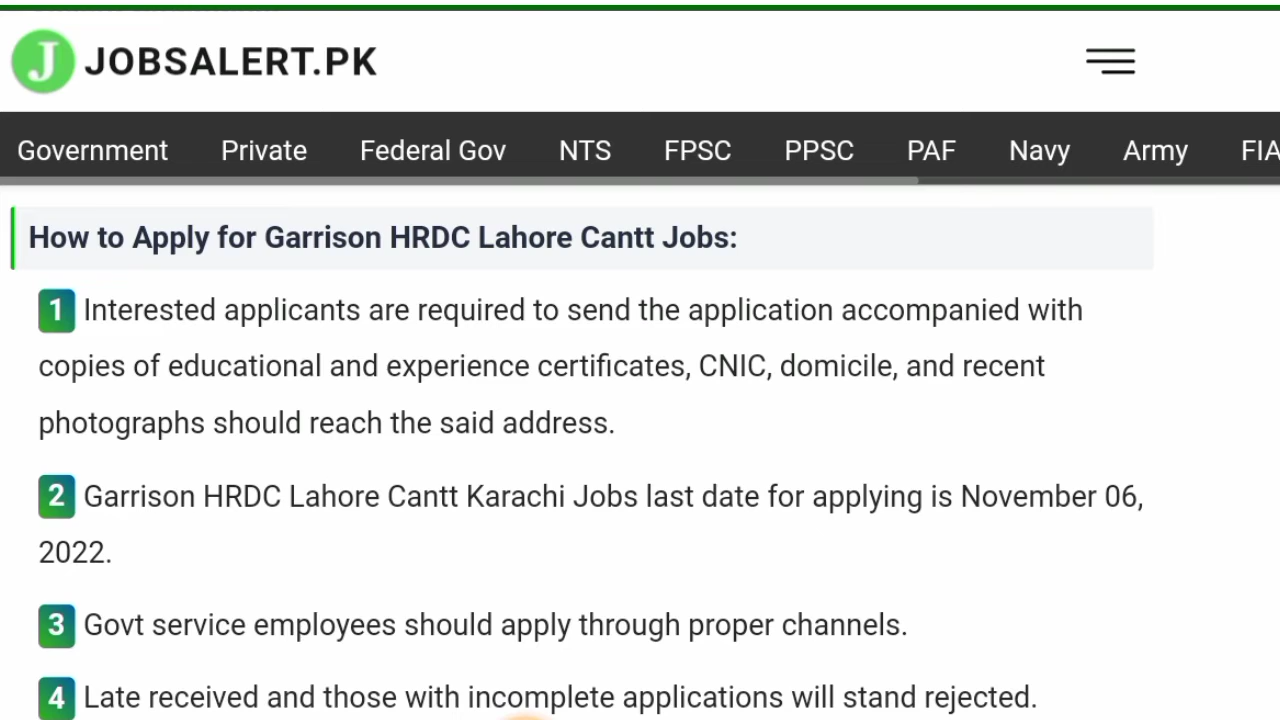 J JOBSALERT.PK
Government Private Federal Gov NTS FPSC PPSC PAF Navy Army FIA
How to Apply for Garrison HRDC Lahore Cantt Jobs:
1 Interested applicants are required to send the application accompanied with
copies of educational and experience certificates, CNIC, domicile, and recent
photographs should reach the said address.
2 Garrison HRDC Lahore Cantt Karachi Jobs last date for applying is November 06,
2022.
3 Govt service employees should apply through proper channels.
4 Late received and those with incomplete applications will stand rejected.